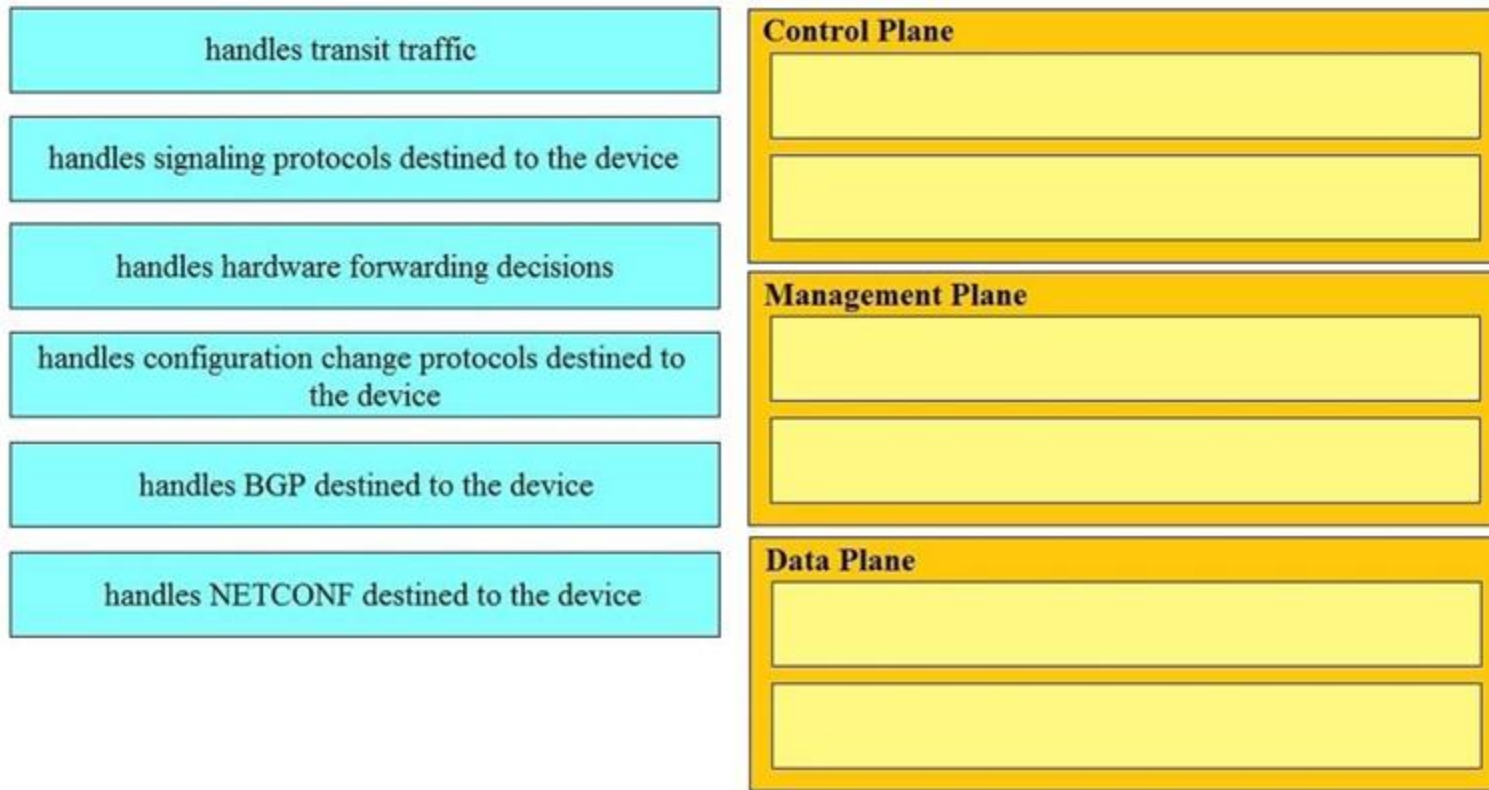 handles transit traffic
handles signaling protocols destined to the device
handles hardware forwarding decisions
handles configuration change protocols destined to
the device
handles BGP destined to the device
handles NETCONF destined to the device
Control Plane
Management Plane
Data Plane